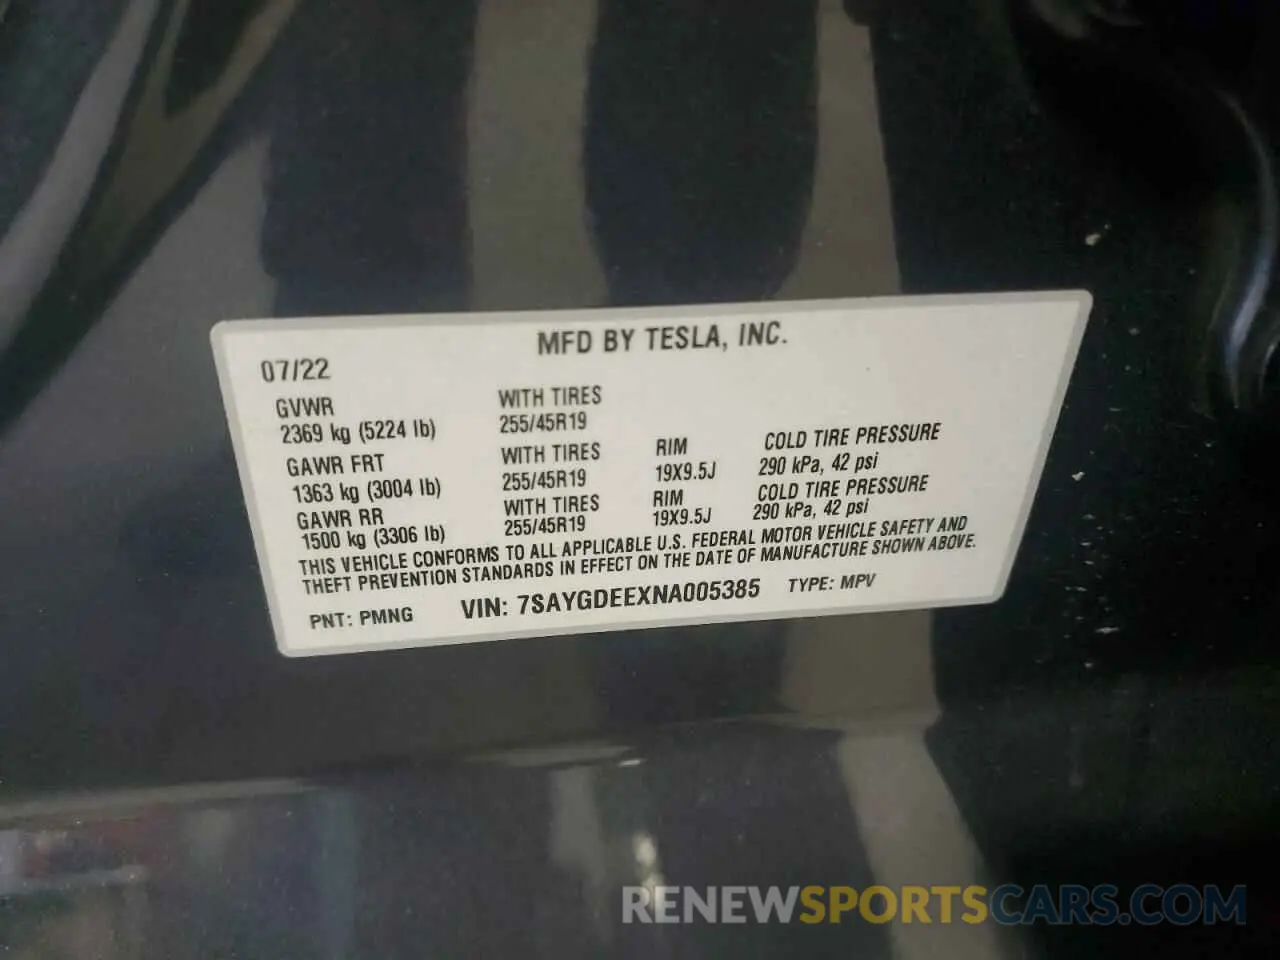 MFD BY TESLA, INC.
07/22
GVWR WITH TIRES
2369 kg (5224 lb) 255/45R19
GAWR FRT WITH TIRES RIM COLD TIRE PRESSURE
1363 kg (3004 lb) 255/45R19 19X9.5J 290 kPa, 42 psi
GAWR RR WITH TIRES RIM COLD TIRE PRESSURE
1500 kg (3306 lb) 255/45R19 19X9.5J 290 kPa, 42 psi
THIS VEHICLE CONFORMS TO ALL APPLICABLE U.S. FEDERAL MOTOR VEHICLE SAFETY AND
THEFT PREVENTION STANDARDS IN EFFECT ON THE DATE OF MANUFACTURE SHOWN ABOVE.
PNT: PMNG VIN: 7SAYGDEEXNA005385 TYPE: MPV
RENEWSPORTSCARS.COM